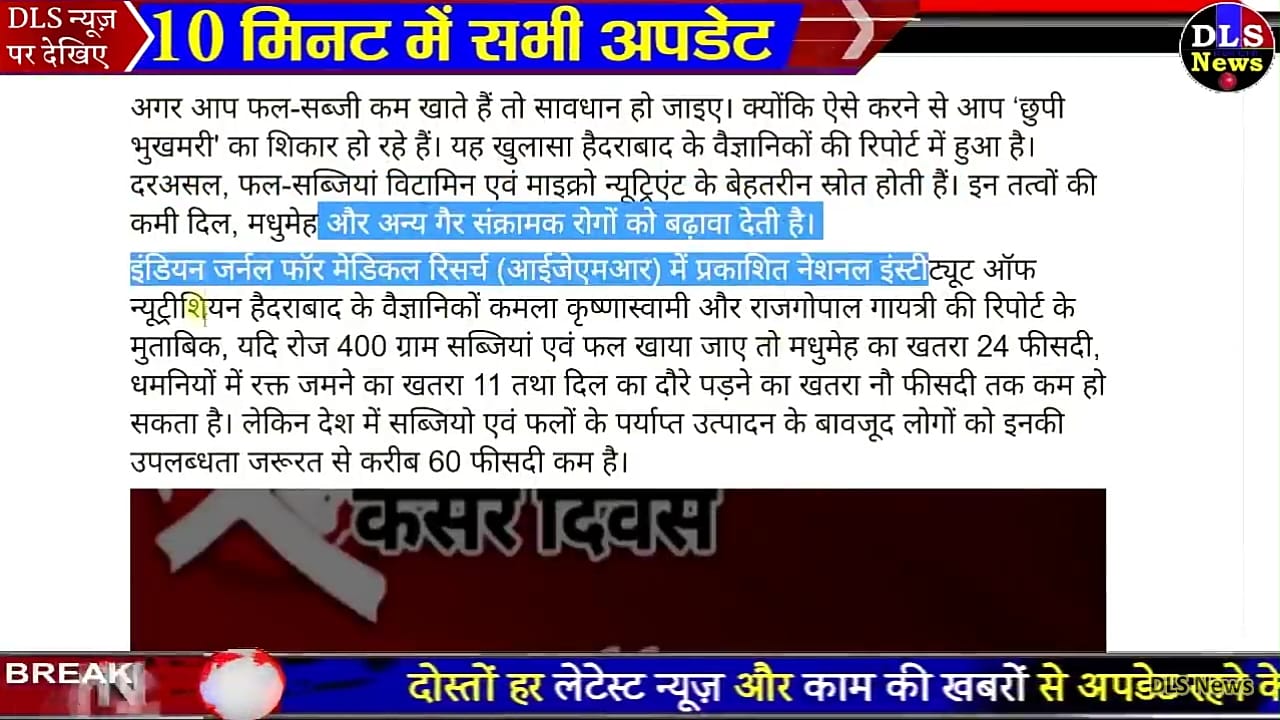 DLS न्यूज़
पर देखिए
10 मिनट में सभी अपडेट
DLS
News
अगर आप फल-सब्जी कम खाते हैं तो सावधान हो जाइए। क्योंकि ऐसे करने से आप ‘छुपी
भुखमरी' का शिकार हो रहे हैं। यह खुलासा हैदराबाद के वैज्ञानिकों की रिपोर्ट में हुआ है।
दरअसल, फल-सब्जियां विटामिन एवं माइक्रो न्यूट्रिएंट के बेहतरीन स्रोत होती हैं। इन तत्वों की
कमी दिल, मधुमेह और अन्य गैर संक्रामक रोगों को बढ़ावा देती है।
इंडियन जर्नल फॉर मेडिकल रिसर्च (आईजेएमआर) में प्रकाशित नेशनल इंस्टीट्यूट ऑफ
न्यूट्रीशियन हैदराबाद के वैज्ञानिकों कमला कृष्णास्वामी और राजगोपाल गायत्री की रिपोर्ट के
मुताबिक, यदि रोज 400 ग्राम सब्जियां एवं फल खाया जाए तो मधुमेह का खतरा 24 फीसदी,
धमनियों में रक्त जमने का खतरा 11 तथा दिल का दौरे पड़ने का खतरा नौ फीसदी तक कम हो
सकता है। लेकिन देश में सब्जियो एवं फलों के पर्याप्त उत्पादन के बावजूद लोगों को इनकी
उपलब्धता जरूरत से करीब 60 फीसदी कम है।
कैंसर दिवस
BREAK
दोस्तों हर लेटेस्ट न्यूज़ और काम की खबरों से अपडेट रहने के
DLS News